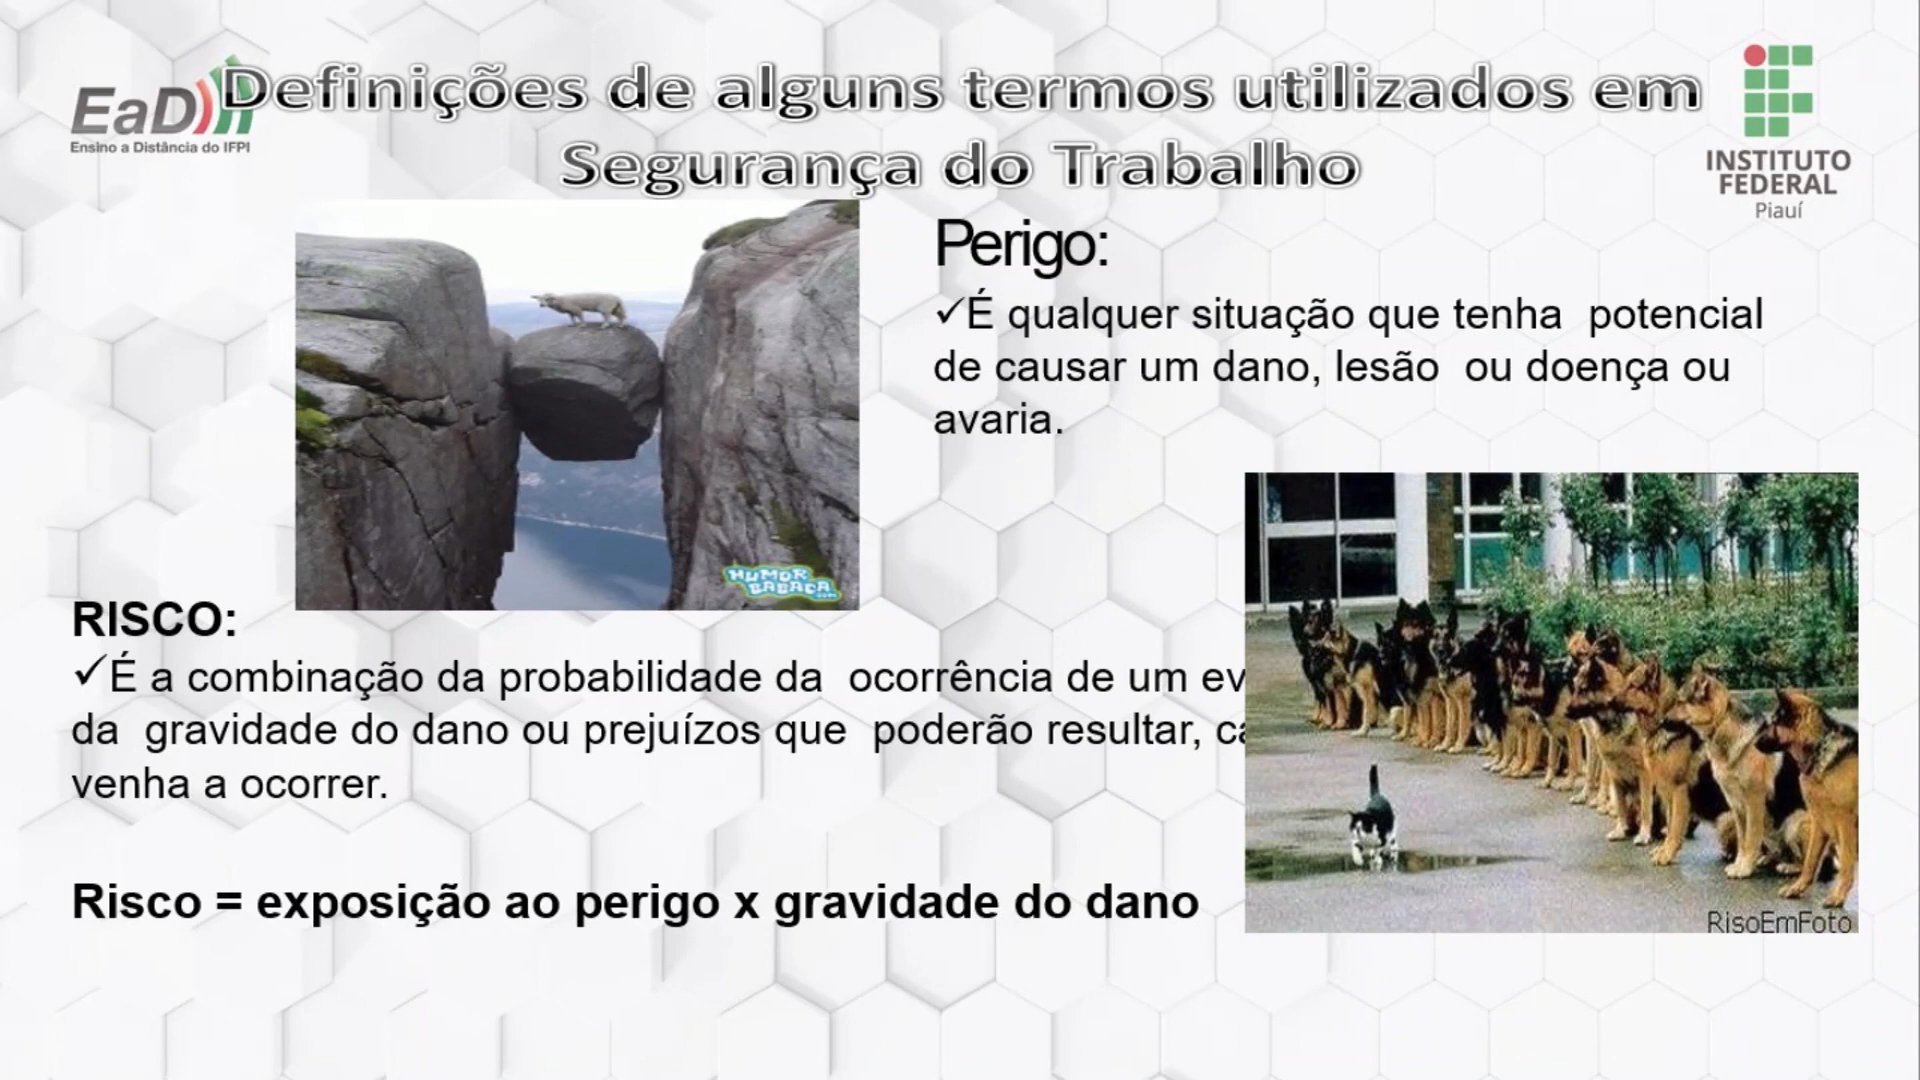 EaD
Ensino a Distância do IFPI
Definições de alguns termos utilizados em
Segurança do Trabalho
INSTITUTO
FEDERAL
Piauí
Perigo:
✓É qualquer situação que tenha potencial
de causar um dano, lesão ou doença ou
avaria.
HUMOR
BABACA
.com
RISCO:
✓É a combinação da probabilidade da ocorrência de um
da gravidade do dano ou prejuízos que poderão resultar,
venha a ocorrer.
Risco = exposição ao perigo x gravidade do dano
RisoEmFoto